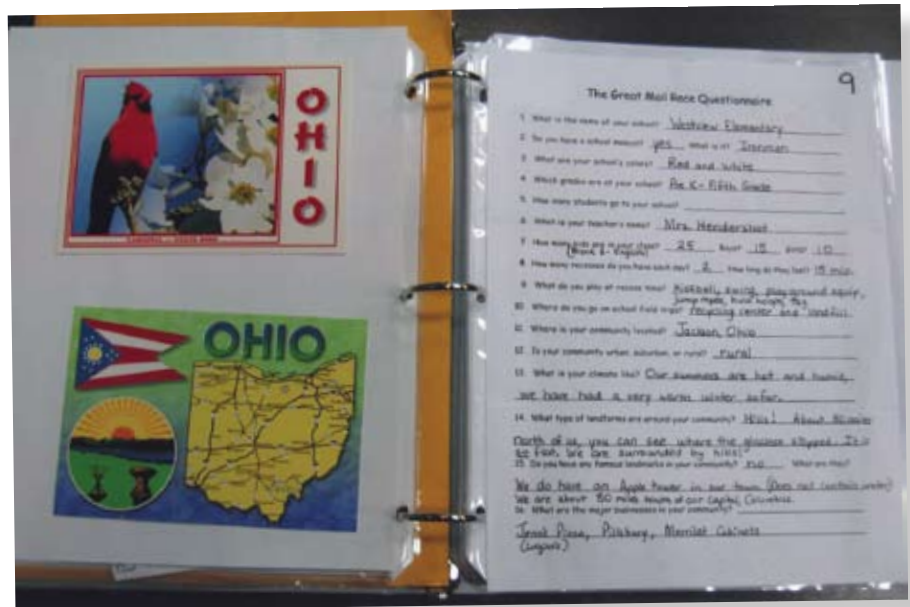 OHIO
OHIO
9
The Great Mail Race Questionnaire
1. What is the name of your school? Westview Elementary
2. Do you have a school mascot? yes What is it? Ironmen
3. What are your school's colors? Red and white
4. Which grades are at your school? Pre K - Fifth Grade
5. How many students go to your school?
6. What is your teacher's name? Mrs. Hendershot
7. How many kids are in your class? 25 Boys? 15 Girls? 10
8. How many recesses do you have each day? 2 How long do they last? 15 min.
9. What do you play at recess time? Kickball, swing, playground equip,
jump ropes, tag
10. Where do you go on school field trips? recycling center and landfill
11. Where is your community located? Jackson, Ohio
12. Is your community urban, suburban, or rural? rural
13. What is your climate like? Our summers are hot and humid,
we have had a very warm winter so far.
14. What type of landforms are around your community? Hills! About miles
north of us, you can see where the glaciers stopped. It is
so flat. We are surrounded by hills!
15. Do you have any famous landmarks in your community? no What are they?
We do have an Apple tower in our town (Does not contain water)
We are about 80 miles south of our capital, Columbus.
16. What are the major businesses in your community?
Jenos Pizza, Pillsbury, Merrillat Cabinets